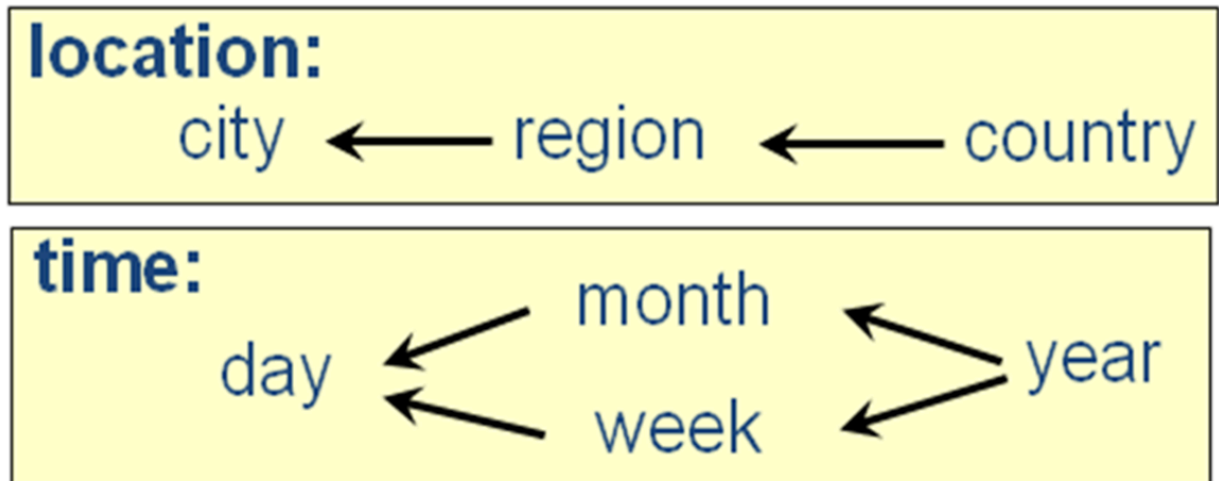 location:
city region country
time:
month
day year
week